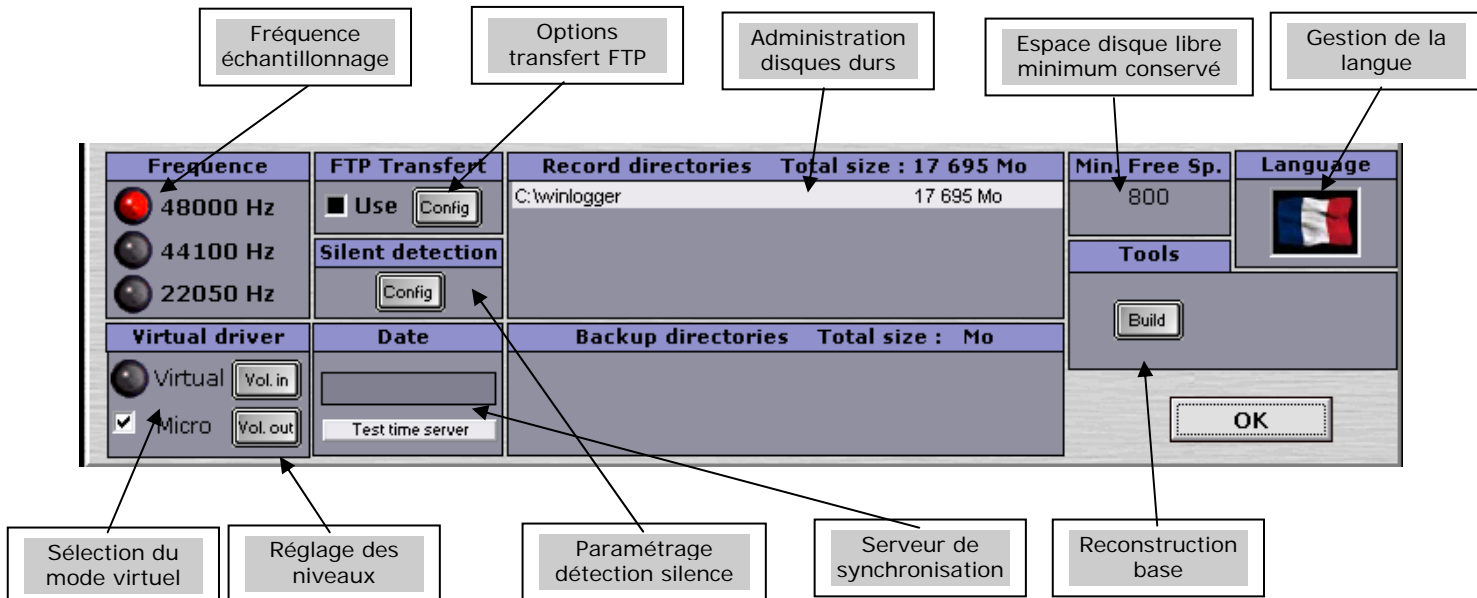 Fréquence
échantillonnage
Options
transfert FTP
Administration
disques durs
Espace disque libre
minimum conservé
Gestion de la
langue
Frequence
48000 Hz
44100 Hz
22050 Hz
FTP Transfert
Use
Config
Silent detection
Config
Record directories Total size : 17 695 Mo
C:\winlogger 17 695 Mo
Min. Free Sp.
800
Language
Tools
Build
Virtual driver
Virtual
Vol. in
Micro
Vol. out
Date
Test time server
Backup directories Total size : Mo
OK
Sélection du
mode virtuel
Réglage des
niveaux
Paramétrage
détection silence
Serveur de
synchronisation
Reconstruction
base